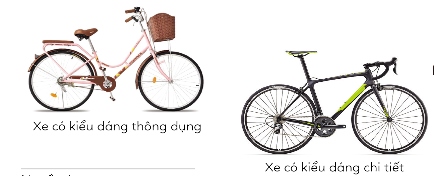 Xe có kiểu dáng thông dụng
Xe có kiểu dáng chi tiết